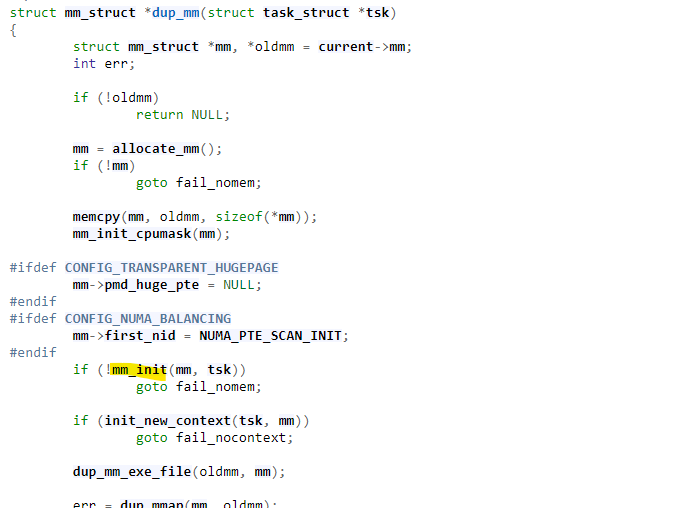 struct mm_struct *dup_mm(struct task_struct *tsk)
{
struct mm_struct *mm, *oldmm = current->mm;
int err;
if (!oldmm)
return NULL;
mm = allocate_mm();
if (!mm)
goto fail_nomem;
memcpy(mm, oldmm, sizeof(*mm));
mm_init_cpumask(mm);
#ifdef CONFIG_TRANSPARENT_HUGEPAGE
mm->pmd_huge_pte = NULL;
#endif
#ifdef CONFIG_NUMA_BALANCING
mm->first_nid = NUMA_PTE_SCAN_INIT;
#endif
if (!mm_init(mm, tsk))
goto fail_nomem;
if (init_new_context(tsk, mm))
goto fail_nocontext;
dup_mm_exe_file(oldmm, mm);
err = dup_mmap(mm, oldmm);